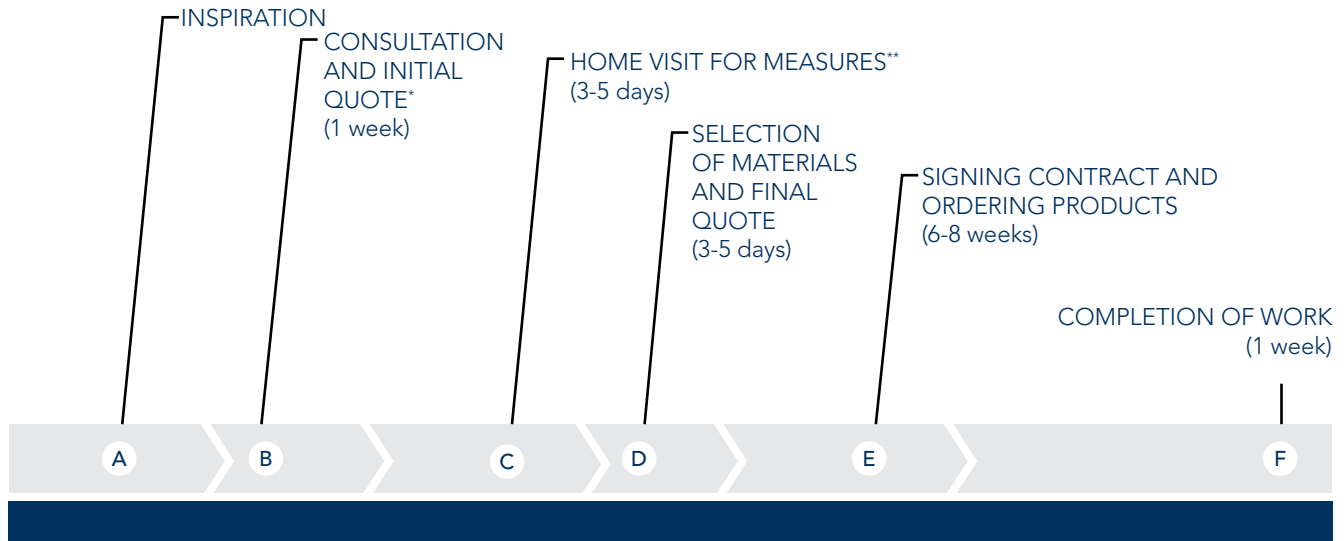 INSPIRATION
CONSULTATION
AND INITIAL
QUOTE*
(1 week)
HOME VISIT FOR MEASURES**
(3-5 days)
SELECTION
OF MATERIALS
AND FINAL
QUOTE
(3-5 days)
SIGNING CONTRACT AND
ORDERING PRODUCTS
(6-8 weeks)
COMPLETION OF WORK
(1 week)
A
B
C
D
E
F